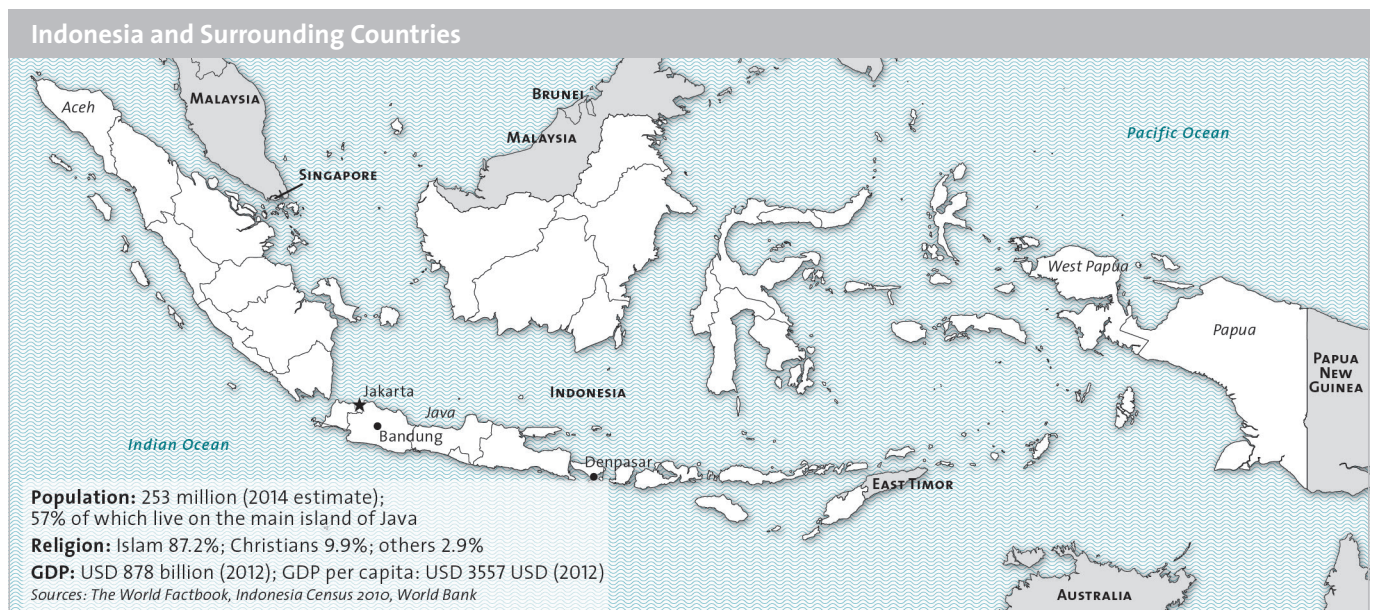 Indonesia and Surrounding Countries
Aceh
MALAYSIA
BRUNEI
MALAYSIA
Pacific Ocean
SINGAPORE
West Papua
Papua
PAPUA
NEW
GUINEA
INDONESIA
Jakarta
Java
Bandung
Indian Ocean
Denpasar
EAST TIMOR
Population: 253 million (2014 estimate);
57% of which live on the main island of Java
Religion: Islam 87.2%; Christians 9.9%; others 2.9%
GDP: USD 878 billion (2012); GDP per capita: USD 3557 USD (2012)
Sources: The World Factbook, Indonesia Census 2010, World Bank
AUSTRALIA